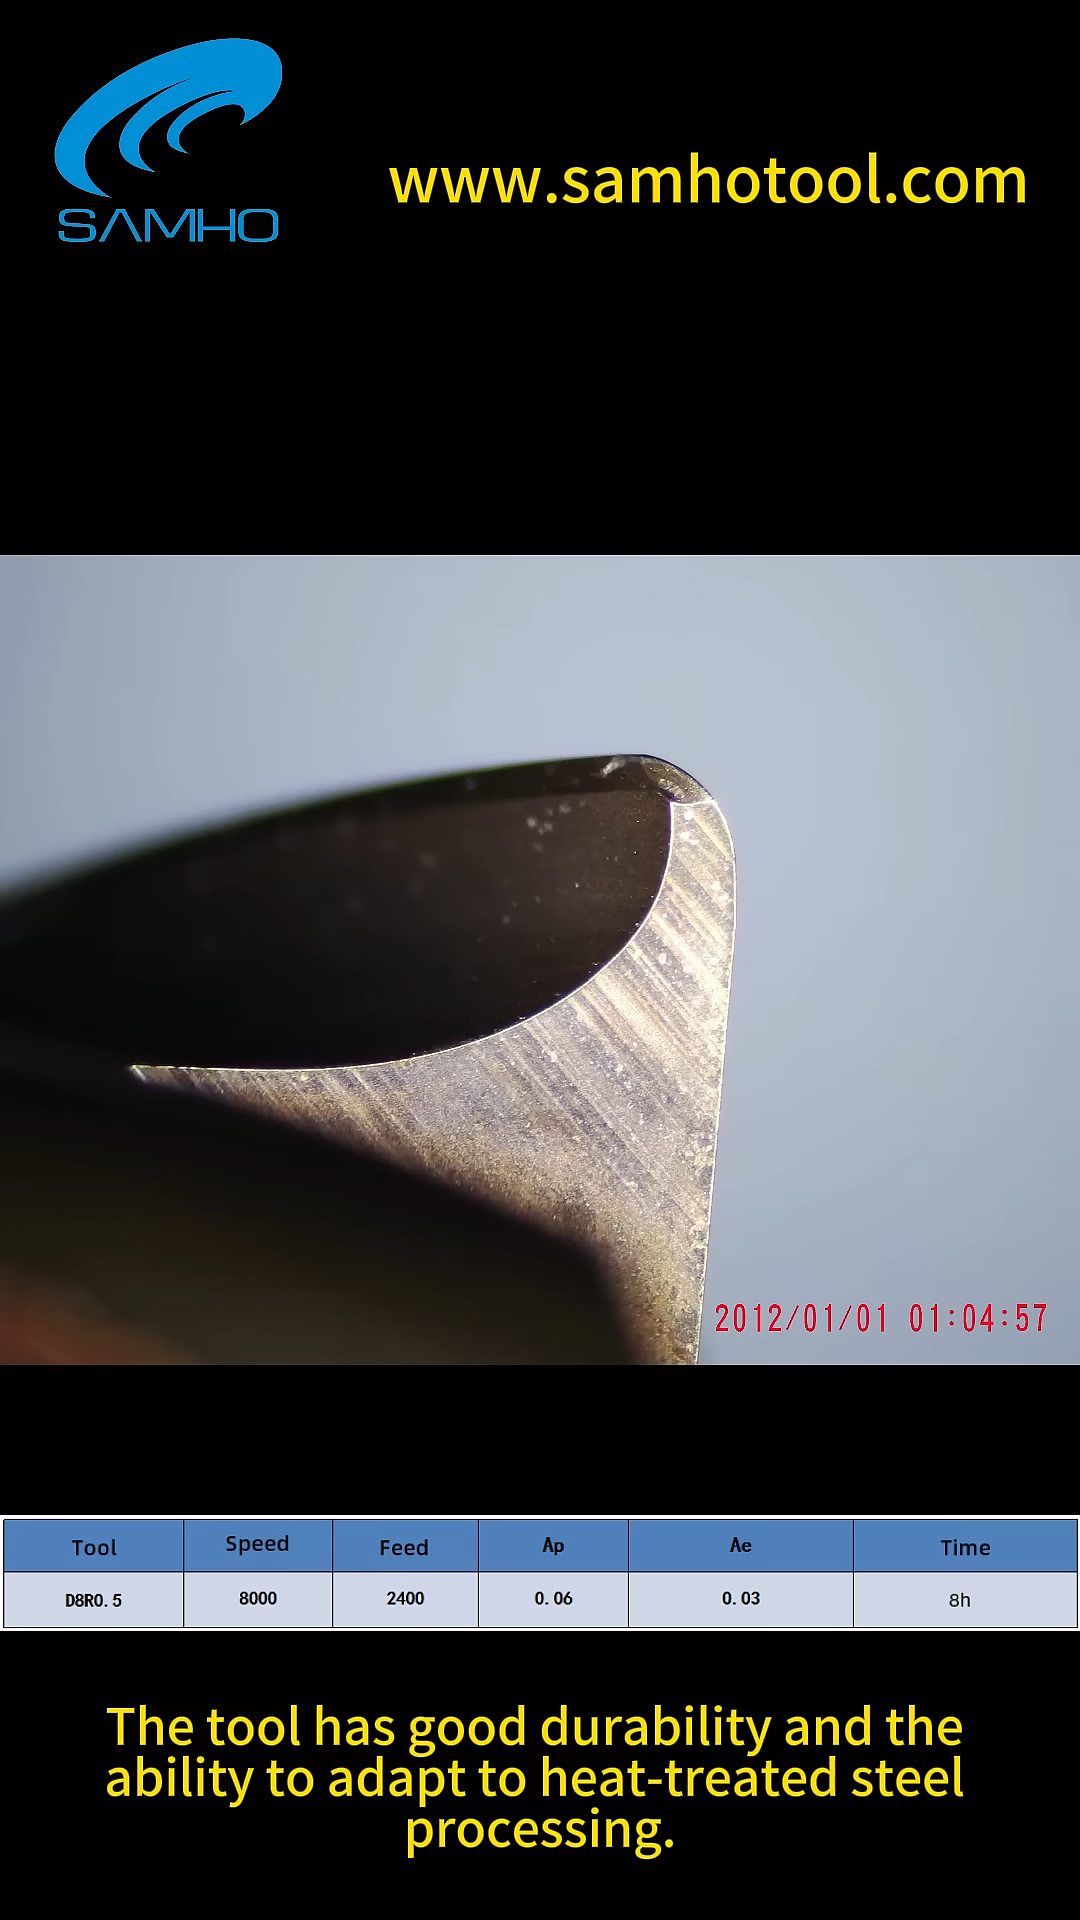 SAMHO
www.samhotool.com
2012/01/01 01:04:57
Tool Speed Feed Ap Ae Time
D8R0.5 8000 2400 0.06 0.03 8h
The tool has good durability and the
ability to adapt to heat-treated steel
processing.